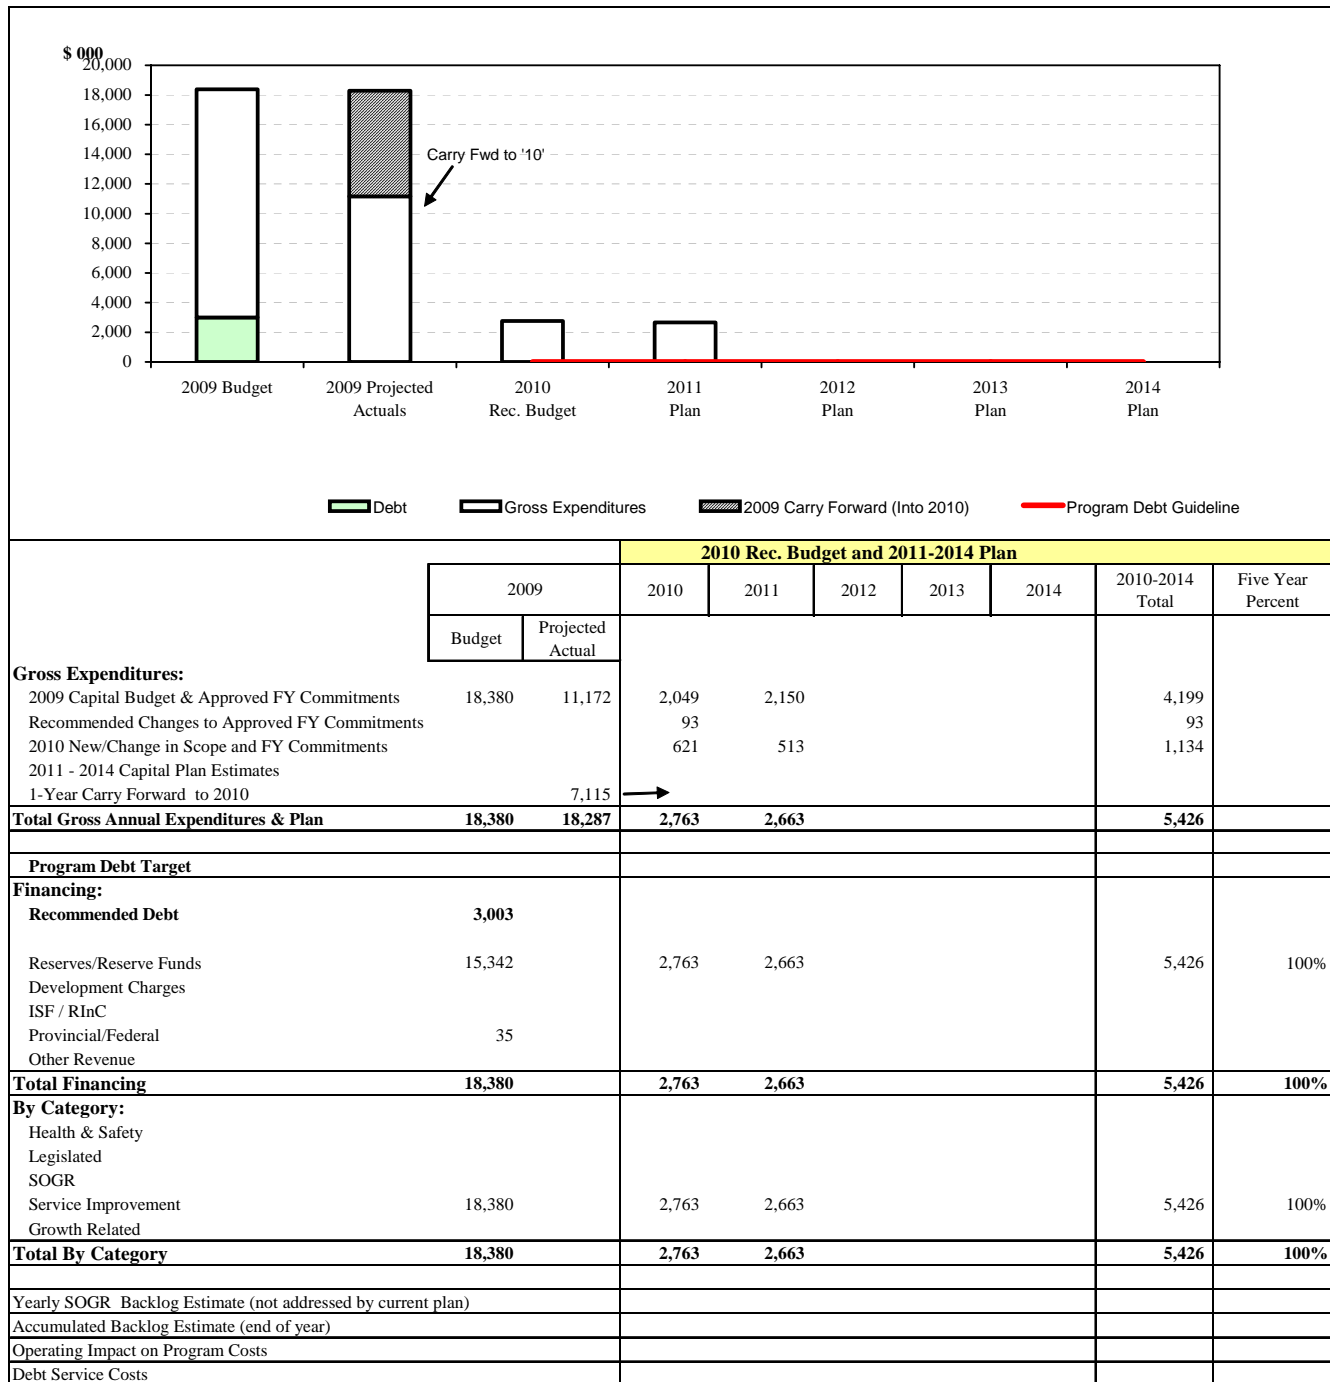 $ 000
20,000
18,000
16,000
14,000
12,000
10,000
8,000
6,000
4,000
2,000
0
Carry Fwd to '10'
2009 Budget 2009 Projected 2010 2011 2012 2013 2014
Actuals Rec. Budget Plan Plan Plan Plan
Debt Gross Expenditures 2009 Carry Forward (Into 2010) Program Debt Guideline
2010 Rec. Budget and 2011-2014 Plan
2009 2010 2011 2012 2013 2014 2010-2014 Five Year
Total Percent
Budget Projected
Actual
Gross Expenditures:
2009 Capital Budget & Approved FY Commitments 18,380 11,172 2,049 2,150 4,199
Recommended Changes to Approved FY Commitments 93 93
2010 New/Change in Scope and FY Commitments 621 513 1,134
2011 - 2014 Capital Plan Estimates
1-Year Carry Forward to 2010 7,115
Total Gross Annual Expenditures & Plan 18,380 18,287 2,763 2,663 5,426
Program Debt Target
Financing:
Recommended Debt 3,003
Reserves/Reserve Funds 15,342 2,763 2,663 5,426 100%
Development Charges
ISF / RInC
Provincial/Federal 35
Other Revenue
Total Financing 18,380 2,763 2,663 5,426 100%
By Category:
Health & Safety
Legislated
SOGR
Service Improvement 18,380 2,763 2,663 5,426 100%
Growth Related
Total By Category 18,380 2,763 2,663 5,426 100%
Yearly SOGR Backlog Estimate (not addressed by current plan)
Accumulated Backlog Estimate (end of year)
Operating Impact on Program Costs
Debt Service Costs